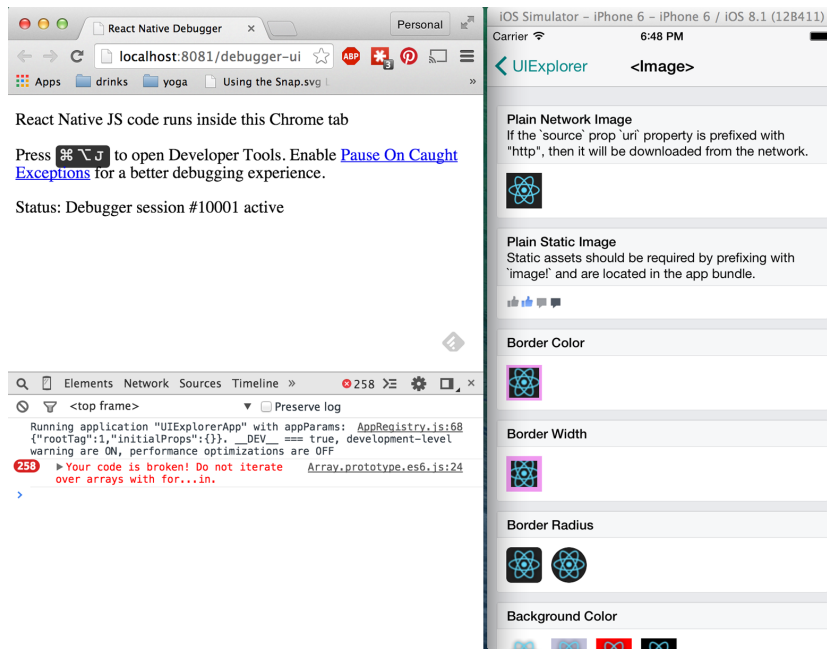 React Native Debugger
Personal
localhost:8081/debugger-ui
ABP
3
Apps
drinks
yoga
Using the Snap.svg
»
React Native JS code runs inside this Chrome tab
Press ⌘⌥J to open Developer Tools. Enable Pause On Caught
Exceptions for a better debugging experience.
Status: Debugger session #10001 active
Elements Network Sources Timeline » 258
<top frame> ▼ Preserve log
Running application "UIExplorerApp" with appParams: AppRegistry.js:68
{"rootTag":1,"initialProps":{}}. __DEV__ === true, development-level
warning are ON, performance optimizations are OFF
258 ▶Your code is broken! Do not iterate Array.prototype.es6.js:24
over arrays with for...in.
>
iOS Simulator - iPhone 6 - iPhone 6 / iOS 8.1 (12B411)
Carrier 6:48 PM
UIExplorer <Image>
Plain Network Image
If the `source` prop `uri` property is prefixed with
"http", then it will be downloaded from the network.
Plain Static Image
Static assets should be required by prefixing with
`image!` and are located in the app bundle.
Border Color
Border Width
Border Radius
Background Color